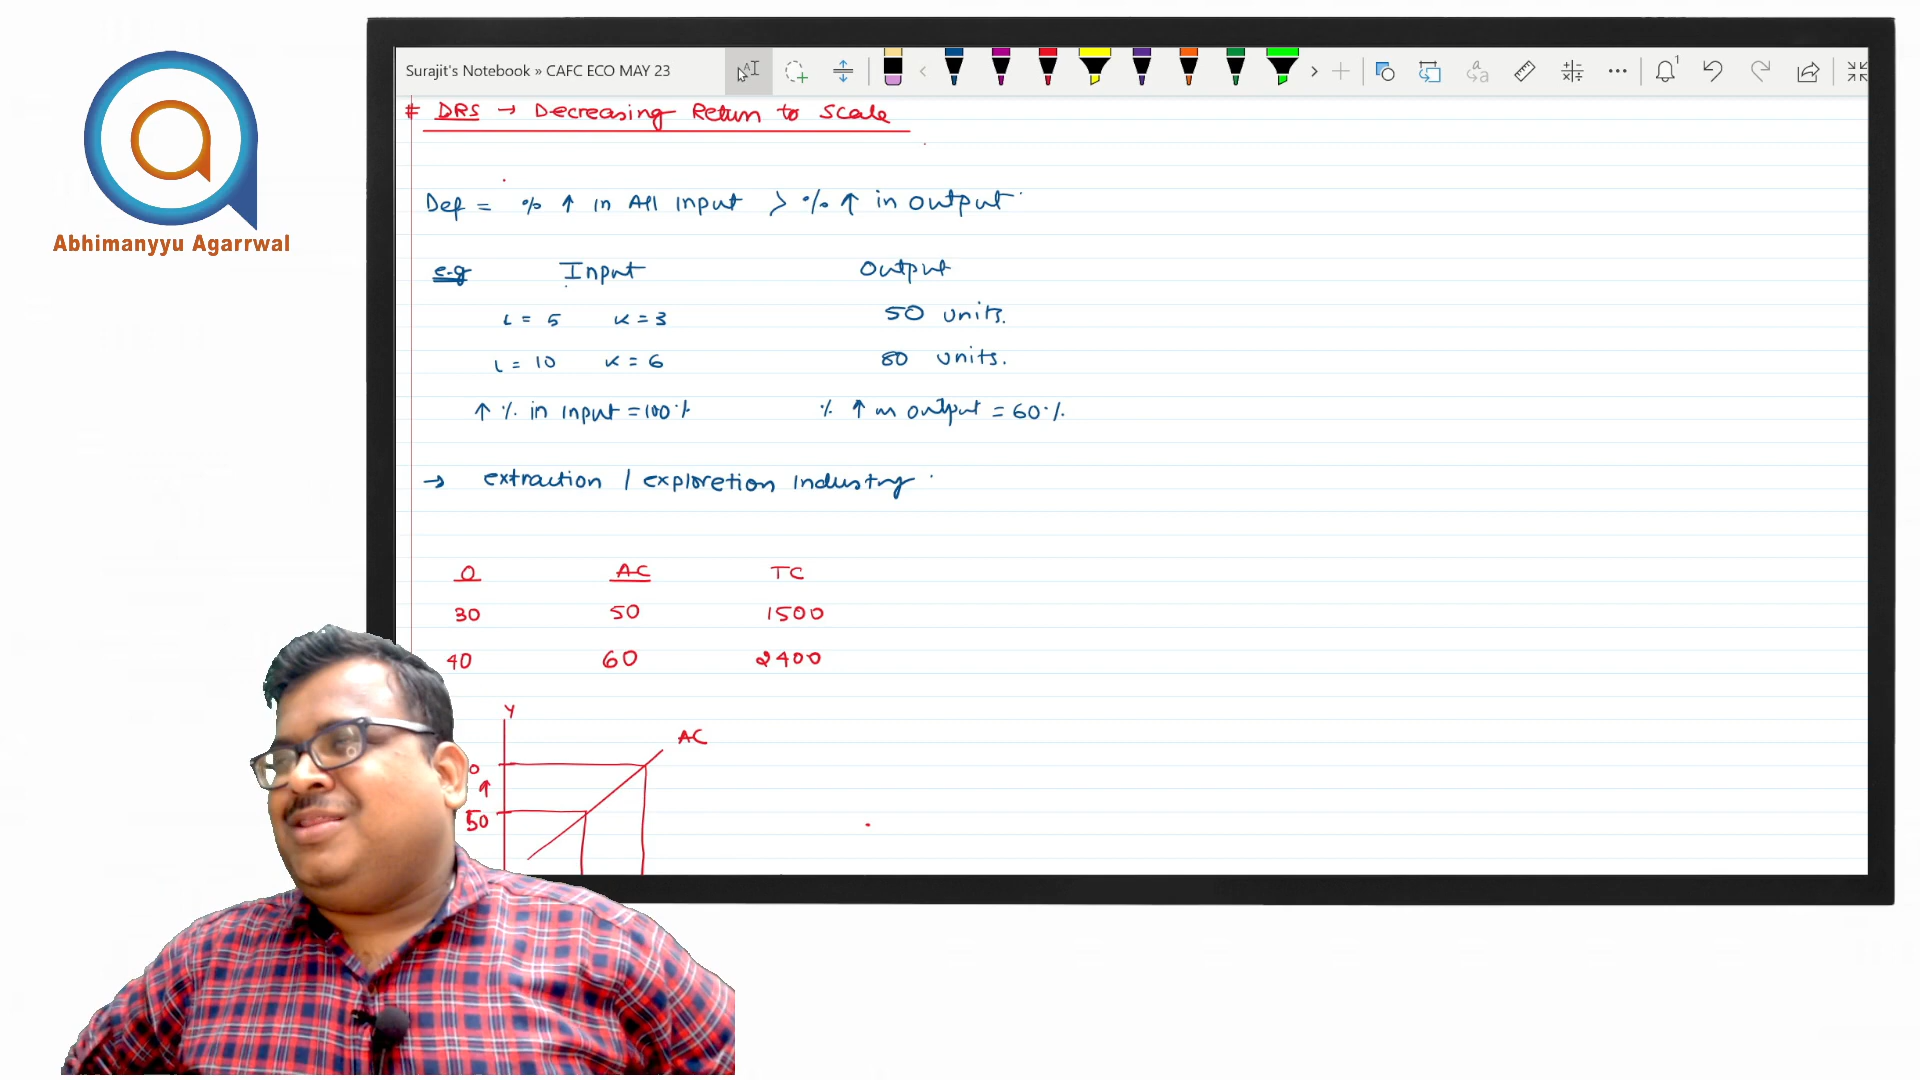 Surajit's Notebook » CAFC ECO MAY 23
Abhimanyyu Agarrwal
# DRS → Decreasing Return to Scale
Def = % ↑ in All Input > % ↑ in output
e.g Input Output
L = 5 K = 3 50 units.
L = 10 K = 6 80 units.
↑ % in Input = 100% % ↑ in output = 60%
→ extraction / exploretion Industry
O AC TC
30 50 1500
40 60 2400
Y
AC
0
↑
50